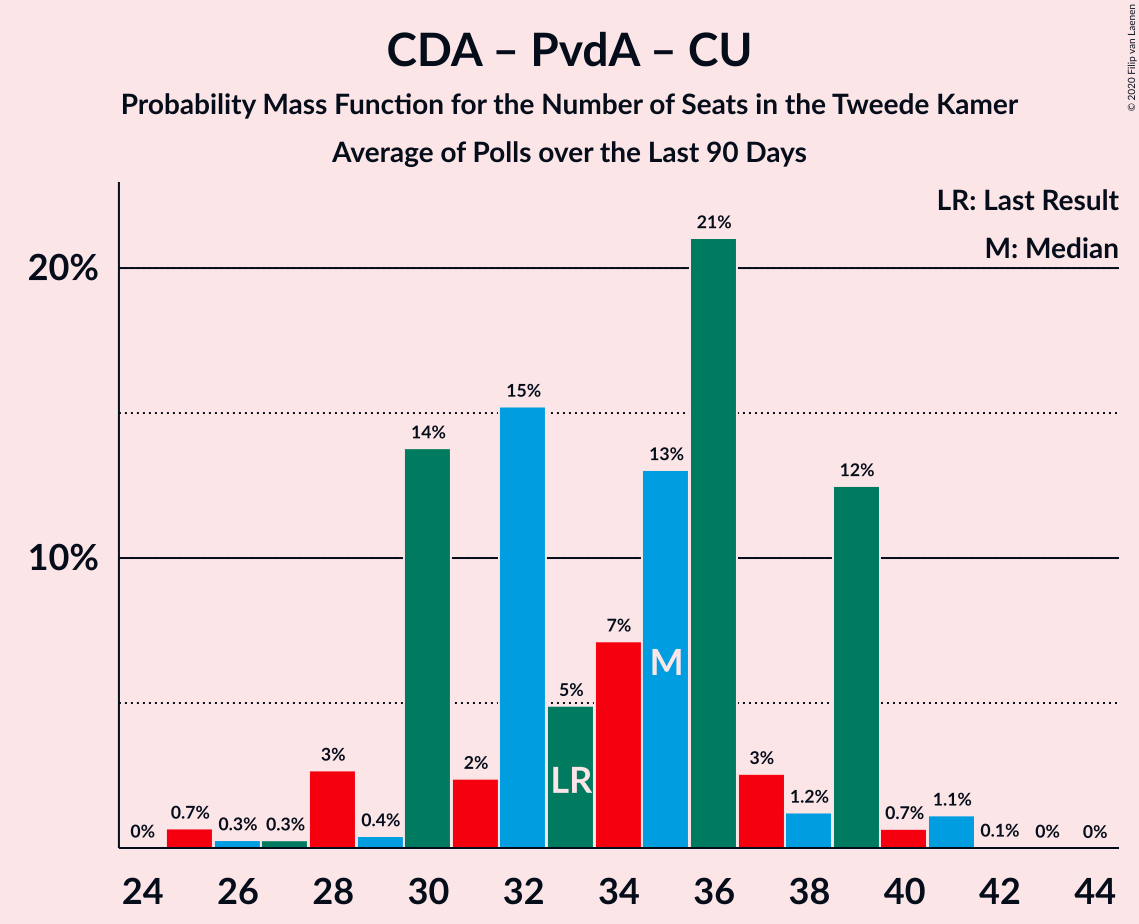 CDA – PvdA – CU
Probability Mass Function for the Number of Seats in the Tweede Kamer
Average of Polls over the Last 90 Days
© 2020 Filip van Laenen
LR: Last Result
M: Median
20%
10%
0%
0.7%
0.3%
0.3%
3%
0.4%
14%
2%
15%
5%
7%
13%
21%
3%
1.2%
12%
0.7%
1.1%
0.1%
0%
0%
LR
M
24 26 28 30 32 34 36 38 40 42 44